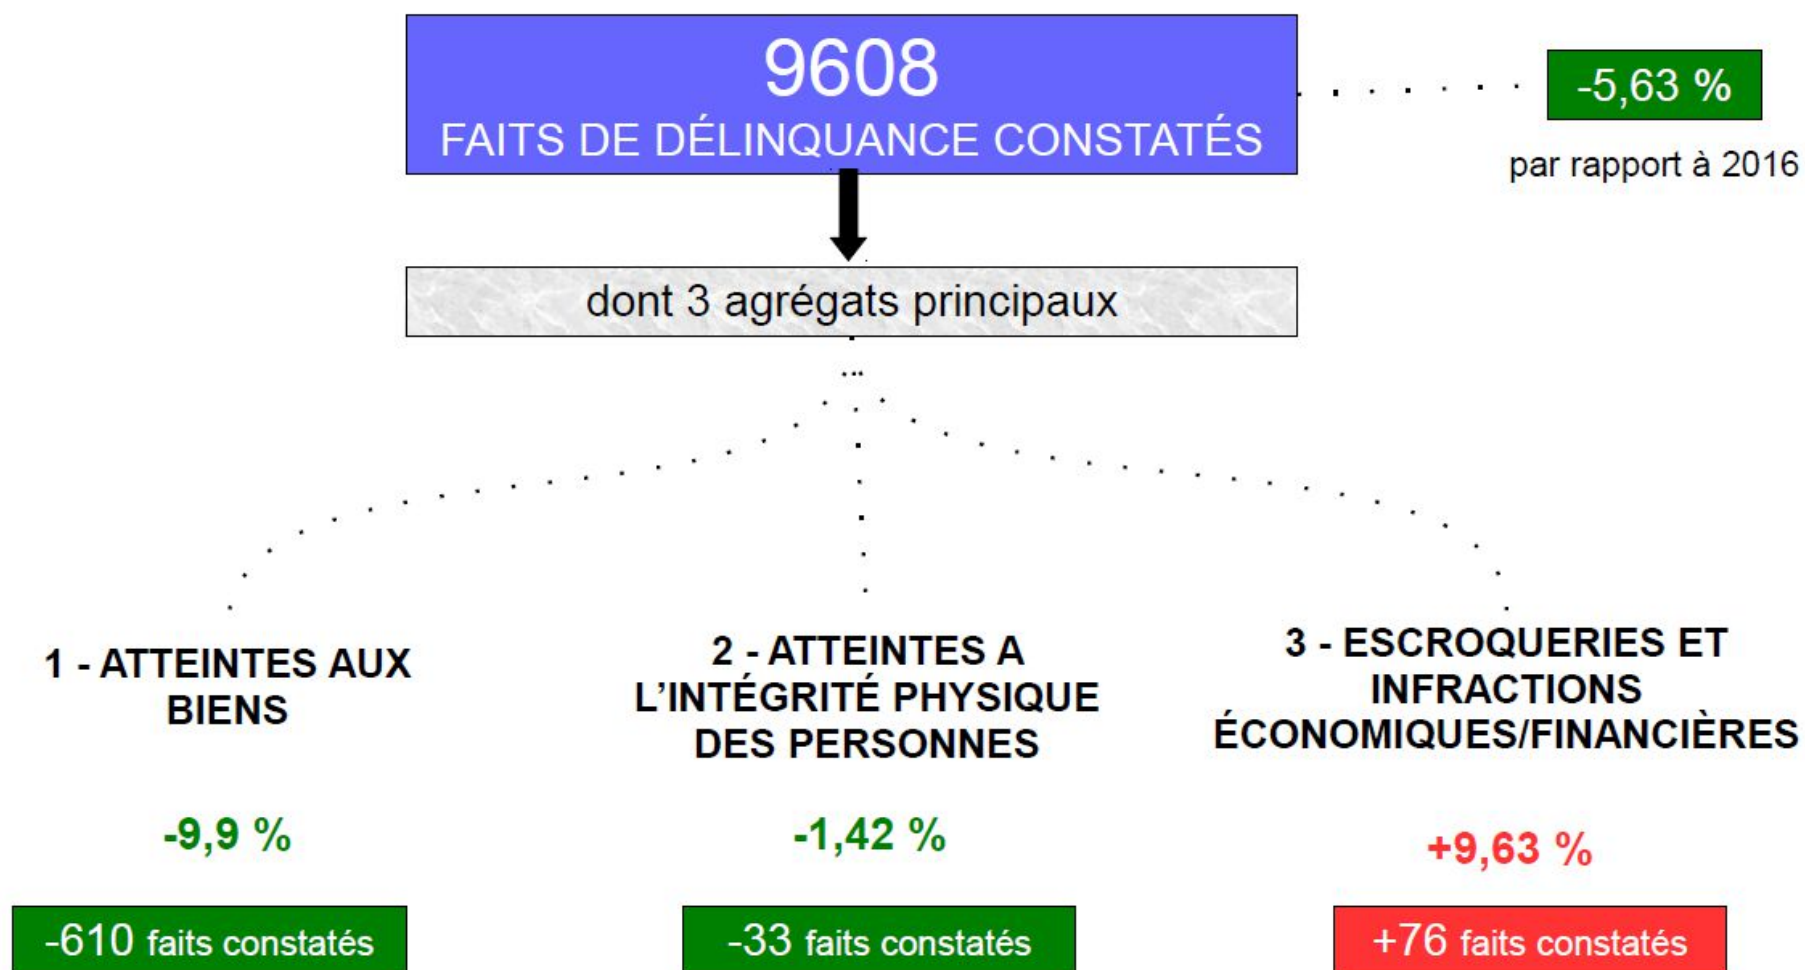 9608
FAITS DE DÉLINQUANCE CONSTATÉS
-5,63 %
par rapport à 2016
dont 3 agrégats principaux
1 - ATTEINTES AUX
BIENS
-9,9 %
-610 faits constatés
2 - ATTEINTES A
L’INTÉGRITÉ PHYSIQUE
DES PERSONNES
-1,42 %
-33 faits constatés
3 - ESCROQUERIES ET
INFRACTIONS
ÉCONOMIQUES/FINANCIÈRES
+9,63 %
+76 faits constatés